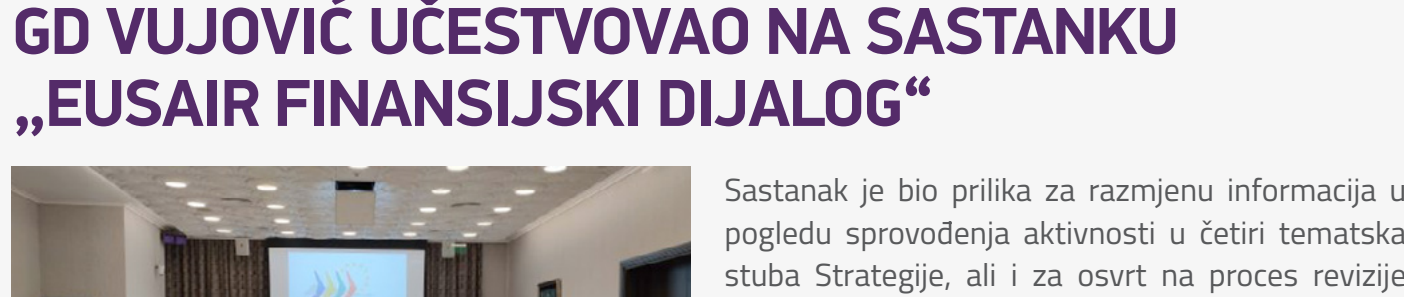 GD VUJOVIĆ UČESTVOVAO NA SASTANKU
„EUSAIR FINANSIJSKI DIJALOG“
Sastanak je bio prilika za razmjenu informacija u
pogledu sprovođenja aktivnosti u četiri tematska
stuba Strategije, ali i za osvrt na proces revizije